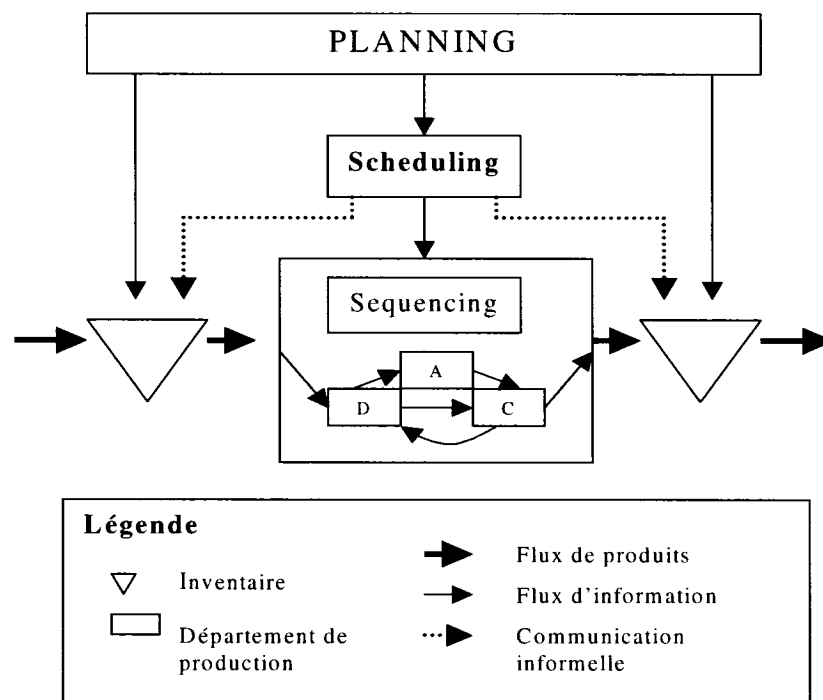 PLANNING
Scheduling
Sequencing
A
D
C
Légende
Inventaire
Département de
production
Flux de produits
Flux d'information
Communication
informelle